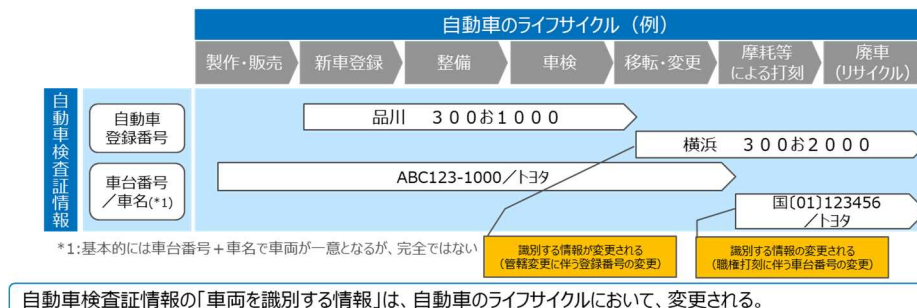 自動車のライフサイクル（例）
製作・販売
新車登録
整備
車検
移転・変更
摩耗等
による打刻
廃車
(リサイクル)
自動車検査証情報
自動車
登録番号
品川　３００お１０００
横浜　３００お２０００
車台番号
／車名(*1)
ABC123-1000／トヨタ
国〔01〕123456
／トヨタ
*1:基本的には車台番号＋車名で車両が一意となるが、完全ではない
識別する情報が変更される
（管轄変更に伴う登録番号の変更）
識別する情報の変更される
（職権打刻に伴う車台番号の変更）
自動車検査証情報の「車両を識別する情報」は、自動車のライフサイクルにおいて、変更される。